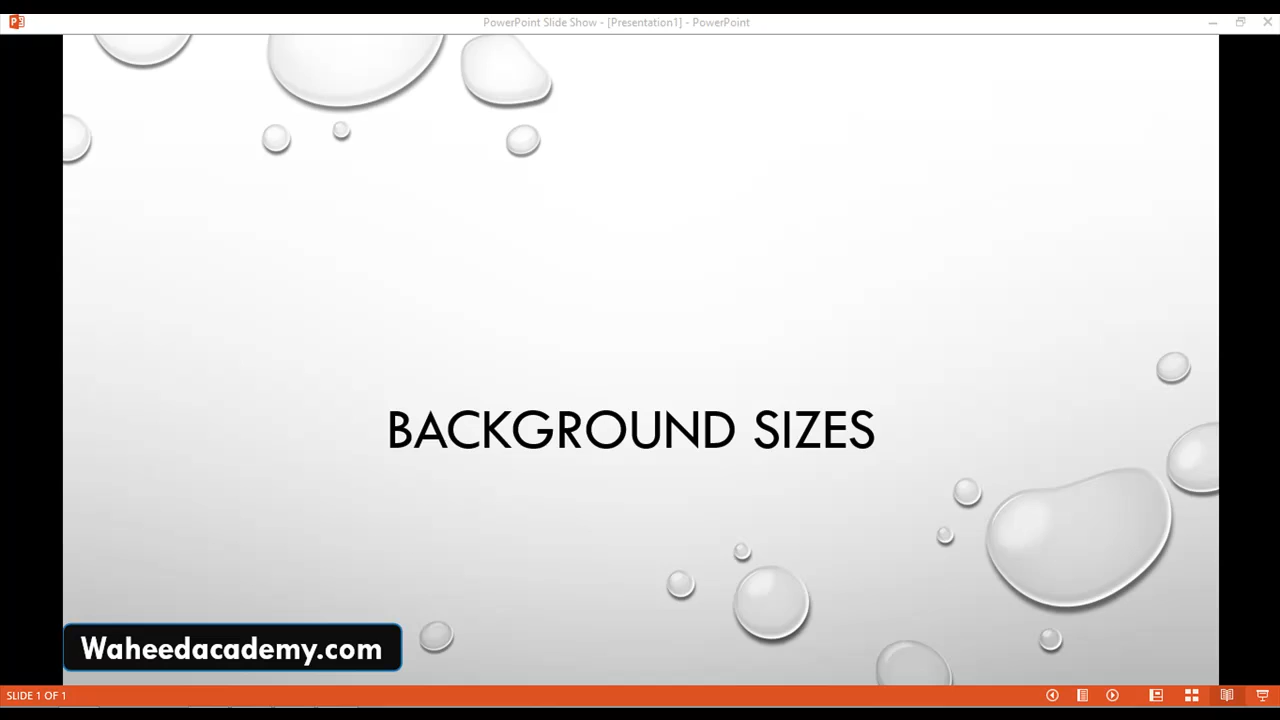 PowerPoint Slide Show - [Presentation1] - PowerPoint
BACKGROUND SIZES
Waheedacademy.com
SLIDE 1 OF 1